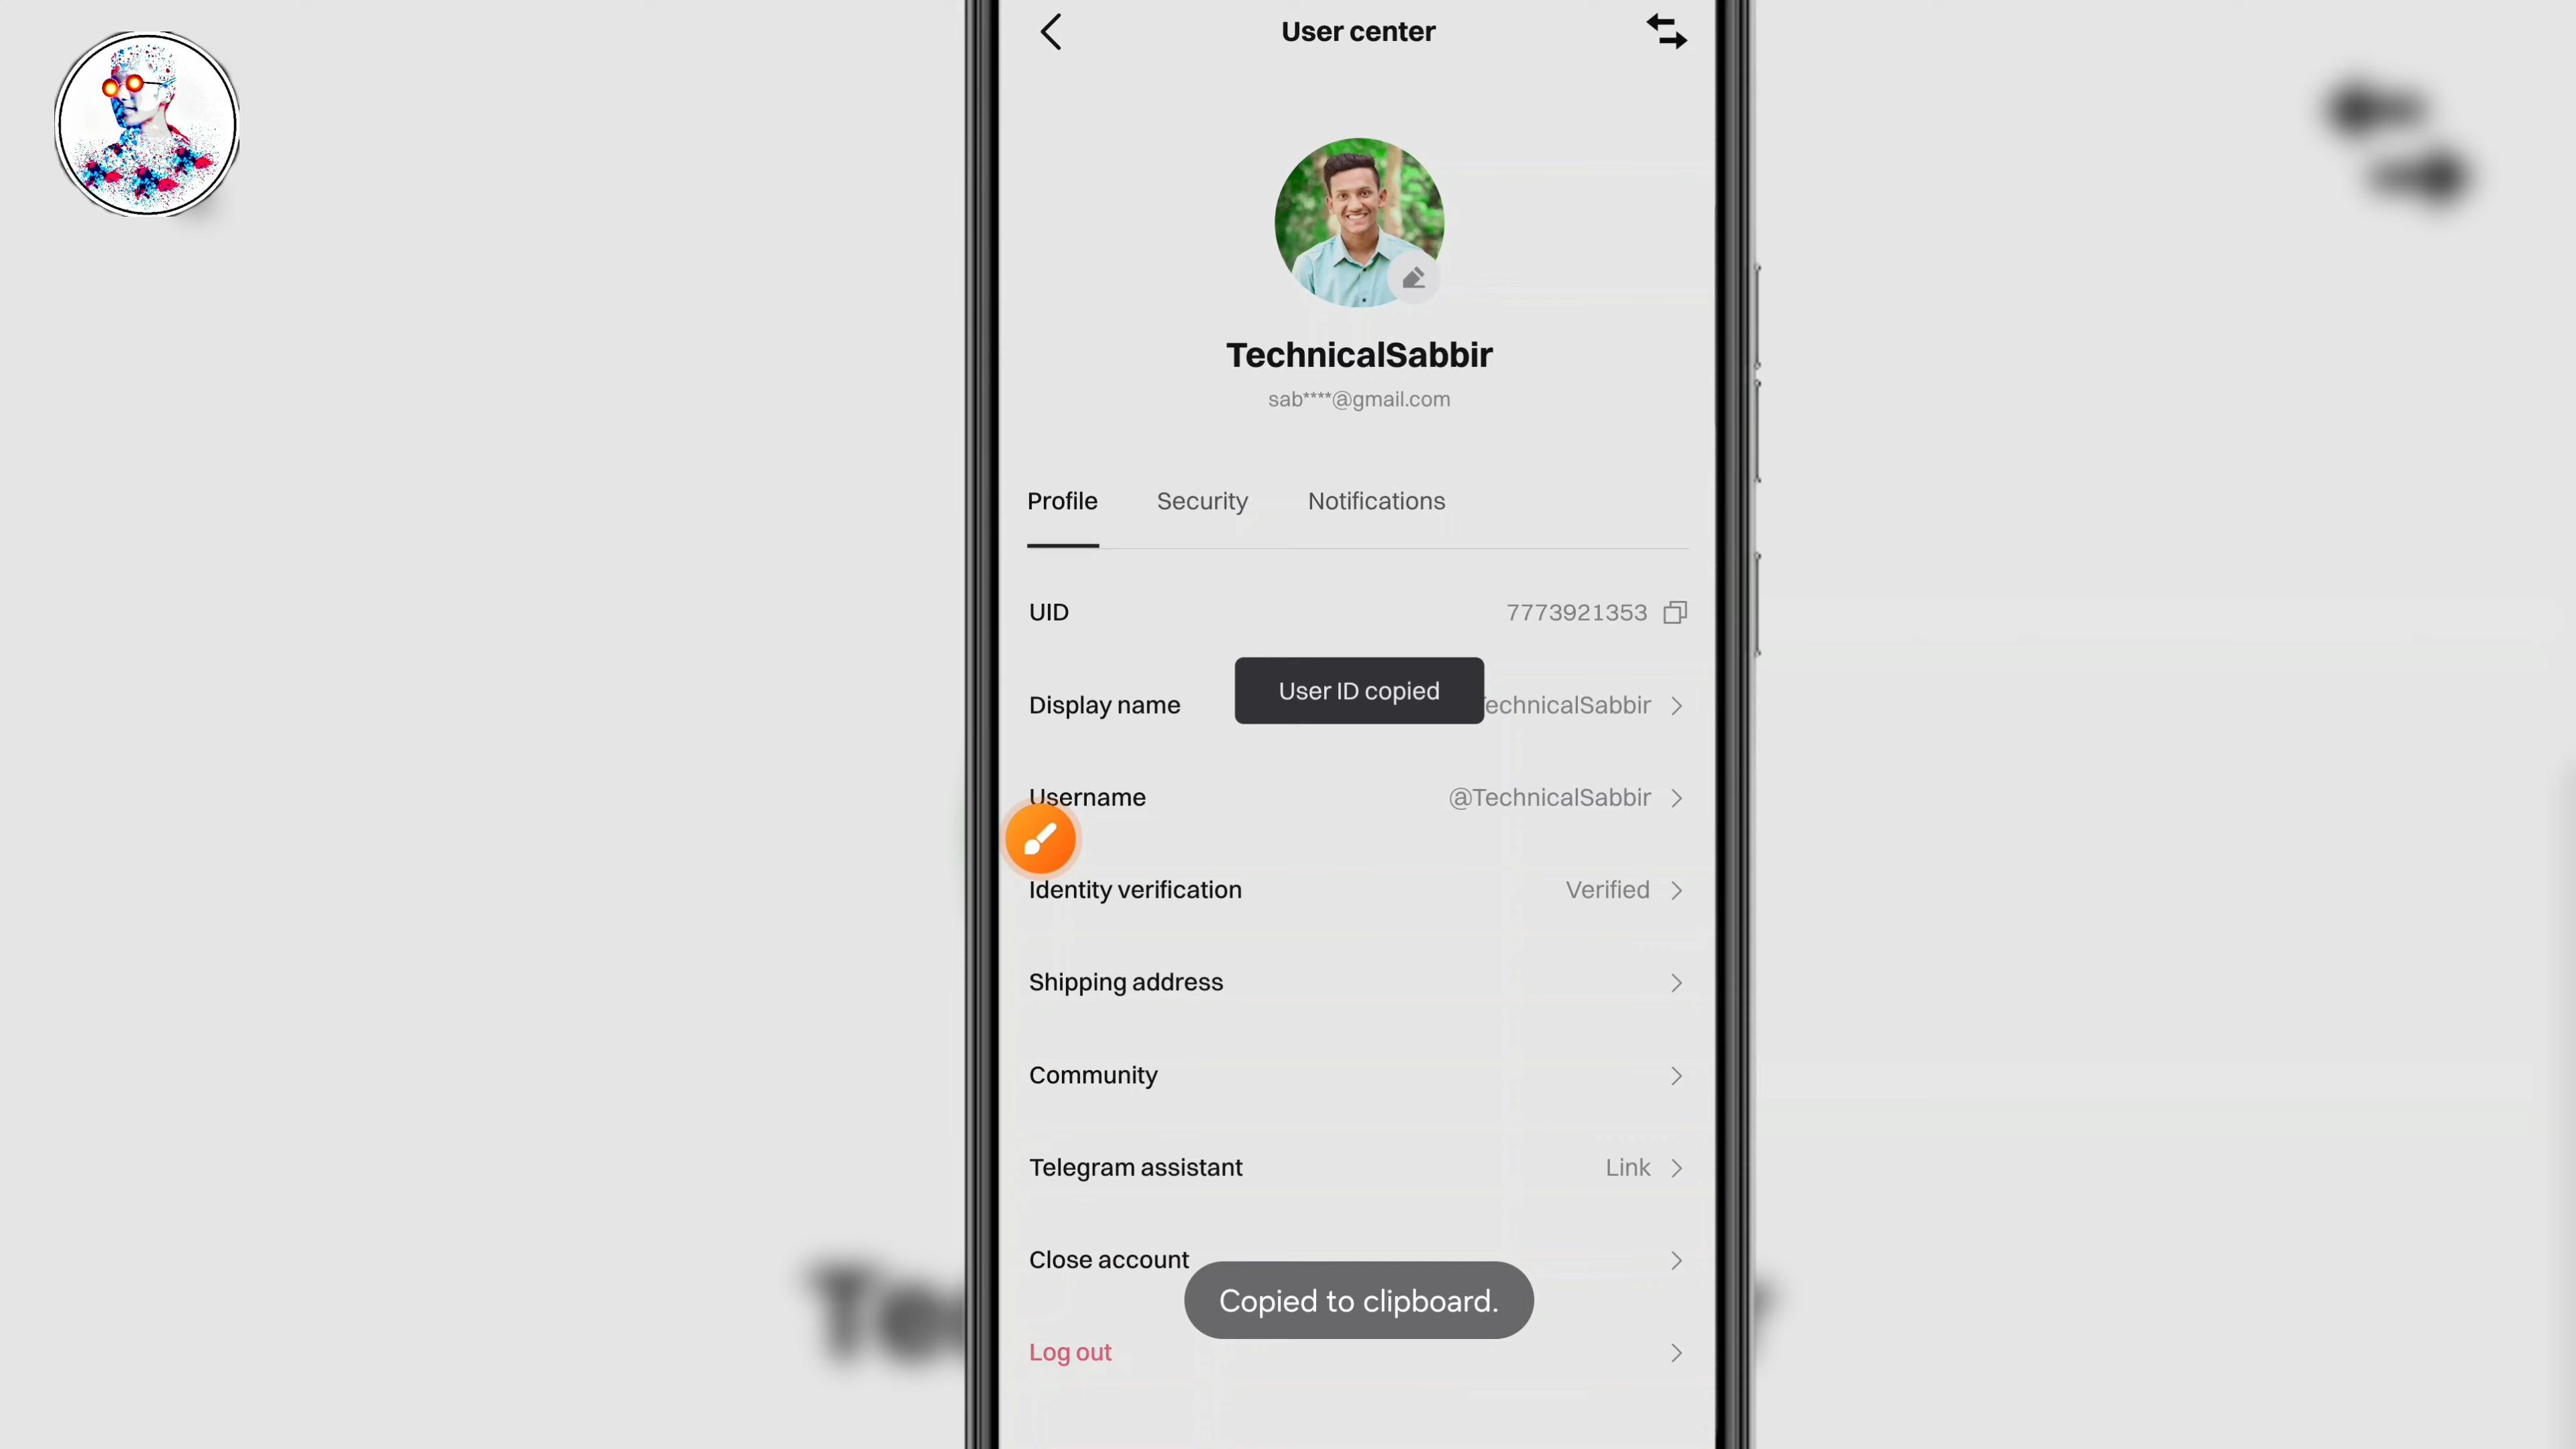 User center
TechnicalSabbir
sab****@gmail.com
Profile Security Notifications
UID 7773921353
User ID copied
Display name echnicalSabbir
Username @TechnicalSabbir
Identity verification Verified
Shipping address
Community
Telegram assistant Link
Close account
Copied to clipboard.
Log out